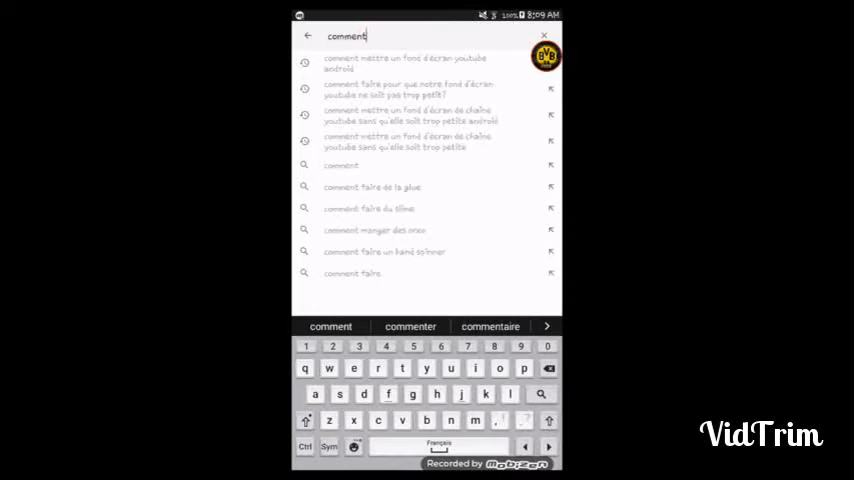 100% 8:09 AM
comment
BVB
comment mettre un fond d'écran youtube
android
comment faire pour que notre fond d'écran
youtube ne soit pas trop petit?
comment mettre un fond d'écran de chaîne
youtube sans qu'elle soit trop petite android
comment mettre un fond d'écran de chaîne
youtube sans qu'elle soit trop petite
comment
comment faire de la glue
comment faire du slime
comment manger des oreo
comment faire un hand spinner
comment faire
comment commenter commentaire
1 2 3 4 5 6 7 8 9 0
q w e r t y u i o p
a s d f g h j k l
z x c v b n m , ! . ?
Ctrl Sym Français
Recorded by mobizen
VidTrim